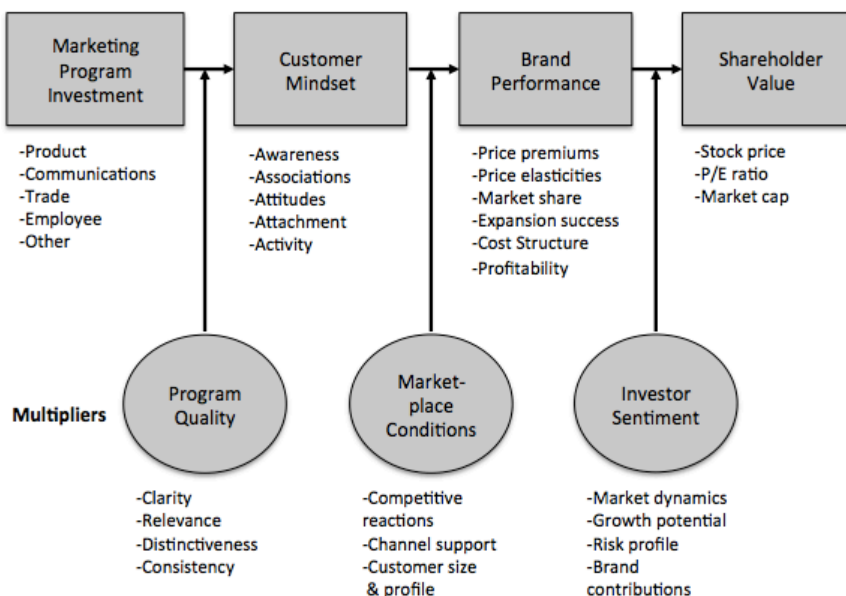 Marketing
Program
Investment
Customer
Mindset
Brand
Performance
Shareholder
Value
-Product
-Communications
-Trade
-Employee
-Other
-Awareness
-Associations
-Attitudes
-Attachment
-Activity
-Price premiums
-Price elasticities
-Market share
-Expansion success
-Cost Structure
-Profitability
-Stock price
-P/E ratio
-Market cap
Multipliers
Program
Quality
Market-
place
Conditions
Investor
Sentiment
-Clarity
-Relevance
-Distinctiveness
-Consistency
-Competitive
reactions
-Channel support
-Customer size
& profile
-Market dynamics
-Growth potential
-Risk profile
-Brand
contributions